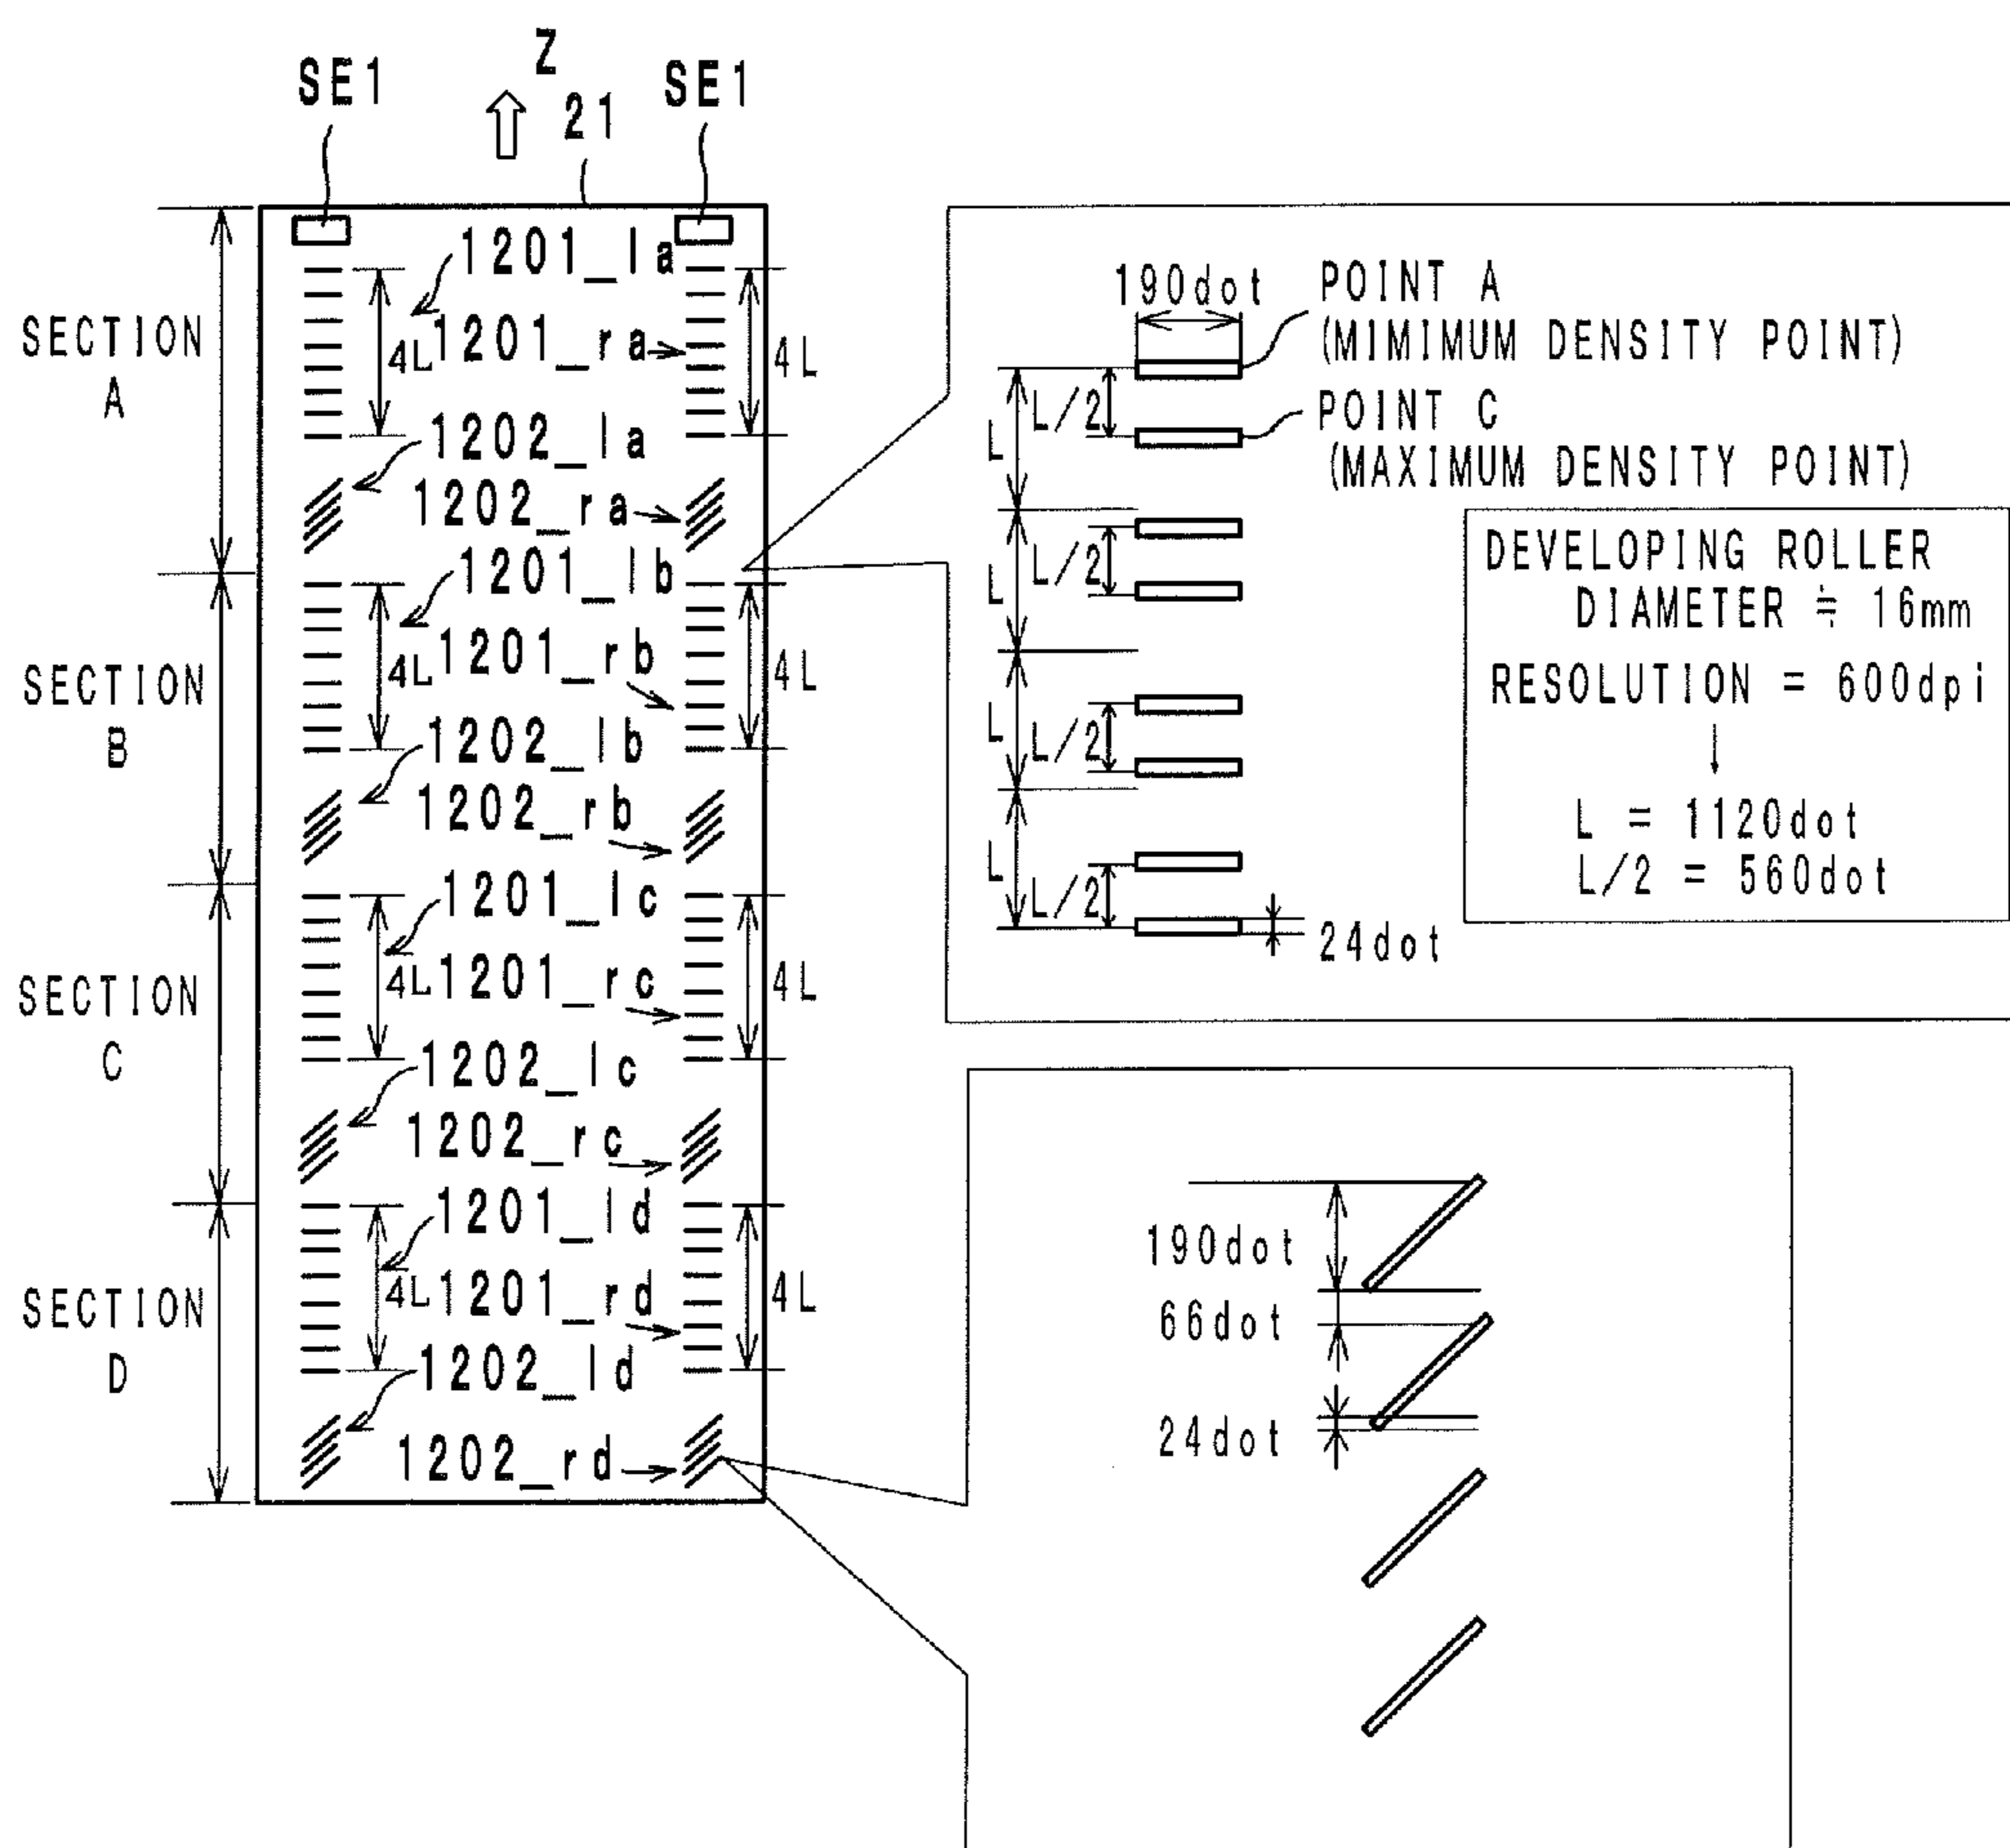 Z
SE1
21
SE1
SECTION
A
1201_la
4L
1201_ra
4L
1202_la
1202_ra
SECTION
B
1201_lb
4L
1201_rb
4L
1202_lb
1202_rb
SECTION
C
1201_lc
4L
1201_rc
4L
1202_lc
1202_rc
SECTION
D
1201_ld
4L
1201_rd
4L
1202_ld
1202_rd
190dot
POINT A
(MIMIMUM DENSITY POINT)
L
L/2
POINT C
(MAXIMUM DENSITY POINT)
L
L/2
L
L/2
L
L/2
24dot
DEVELOPING ROLLER
DIAMETER ≒ 16mm
RESOLUTION = 600dpi
↓
L = 1120dot
L/2 = 560dot
190dot
66dot
24dot